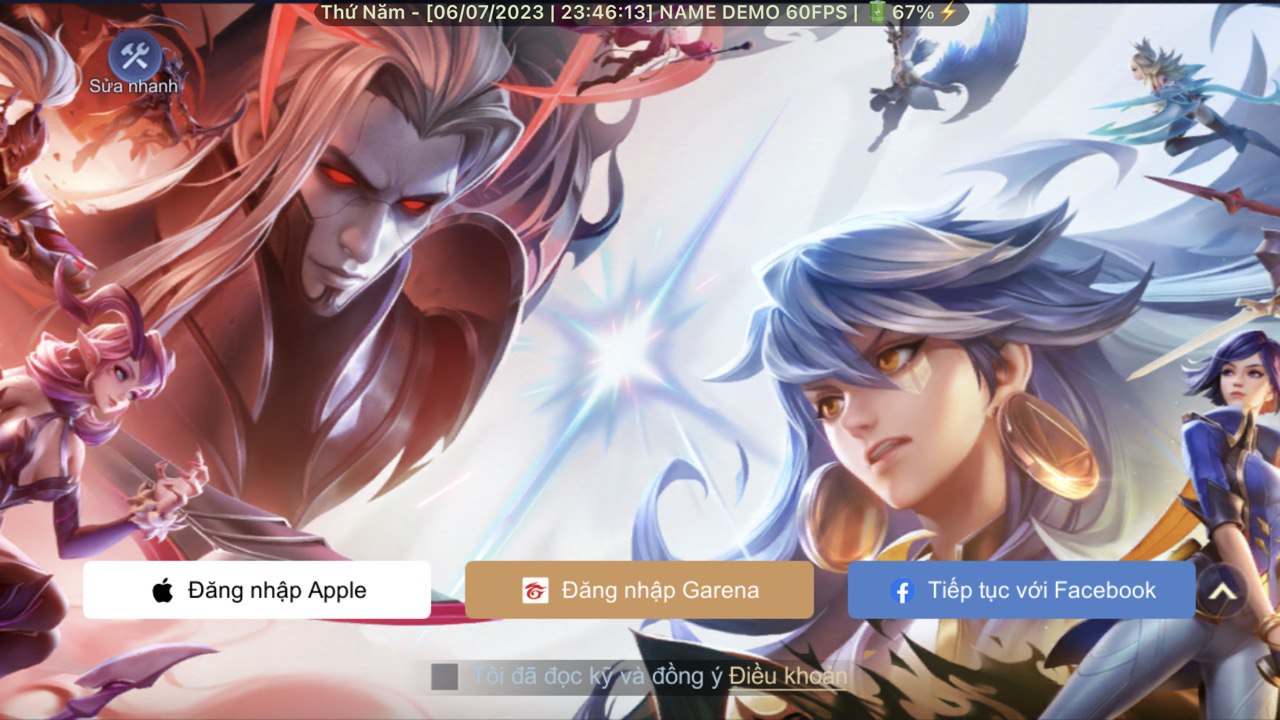 Thứ Năm - [06/07/2023 | 23:46:13] NAME DEMO 60FPS | 🔋 67%⚡
Sửa nhanh
Đăng nhập Apple
Đăng nhập Garena
Tiếp tục với Facebook
Tôi đã đọc kỹ và đồng ý Điều khoản